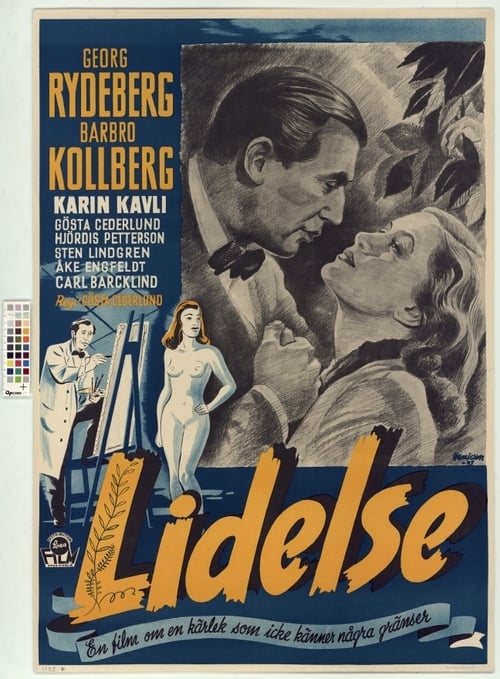 GEORG
RYDEBERG
BARBRO
KOLLBERG
KARIN KAVLI
GÖSTA CEDERLUND
HJÖRDIS PETTERSON
STEN LINDGREN
ÅKE ENGFELDT
CARL BARCKLIND
Regi: GÖSTA CEDERLUND
Lidelse
FILM
En film om en kärlek som icke känner några gränser